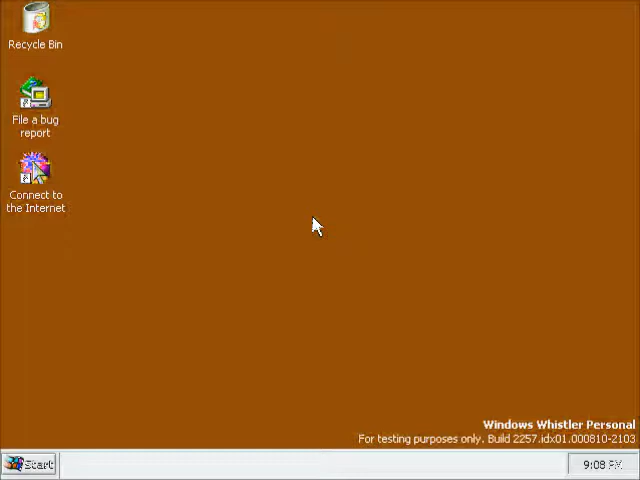 Recycle Bin
File a bug
report
Connect to
the Internet
Windows Whistler Personal
For testing purposes only. Build 2257.idx01.000810-2103
Start
9:08 PM